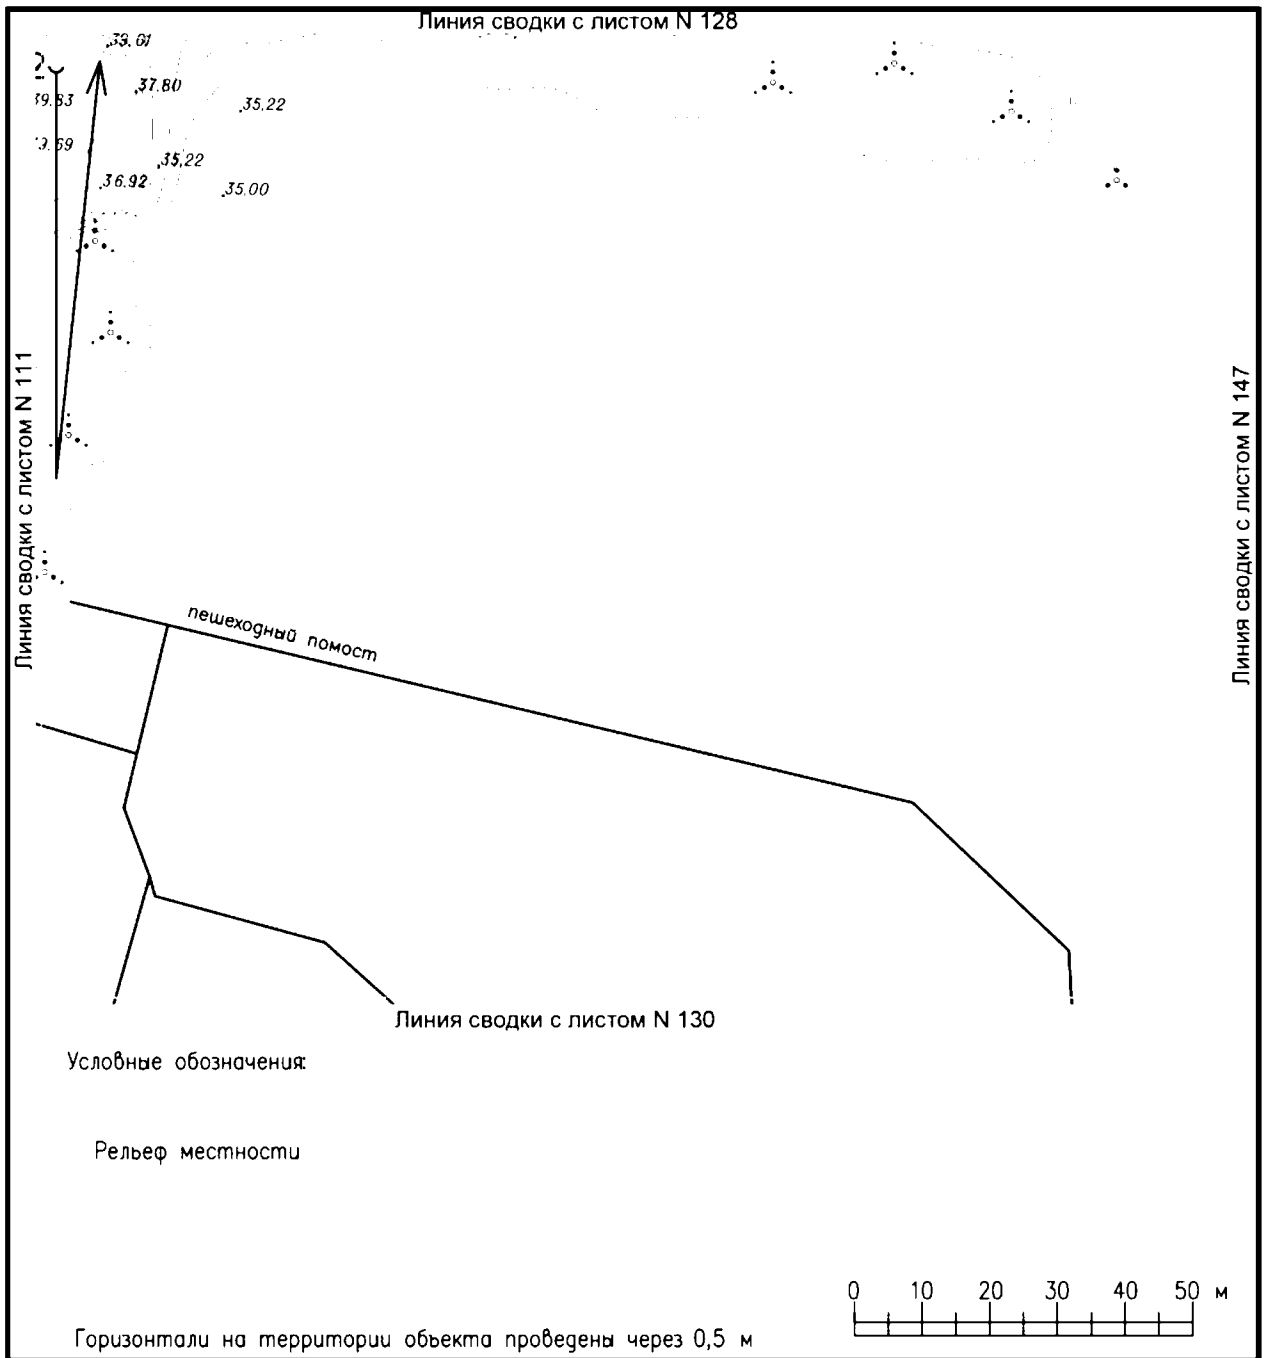 Линия сводки с листом N 128
39,61
37.80
39.83
35,22
35,22
36.92
35.00
Линия сводки с листом N 111
Линия сводки с листом N 147
пешеходный помост
Линия сводки с листом N 130
Условные обозначения:
Рельеф местности
0 10 20 30 40 50 м
Горизонтали на территории объекта проведены через 0,5 м